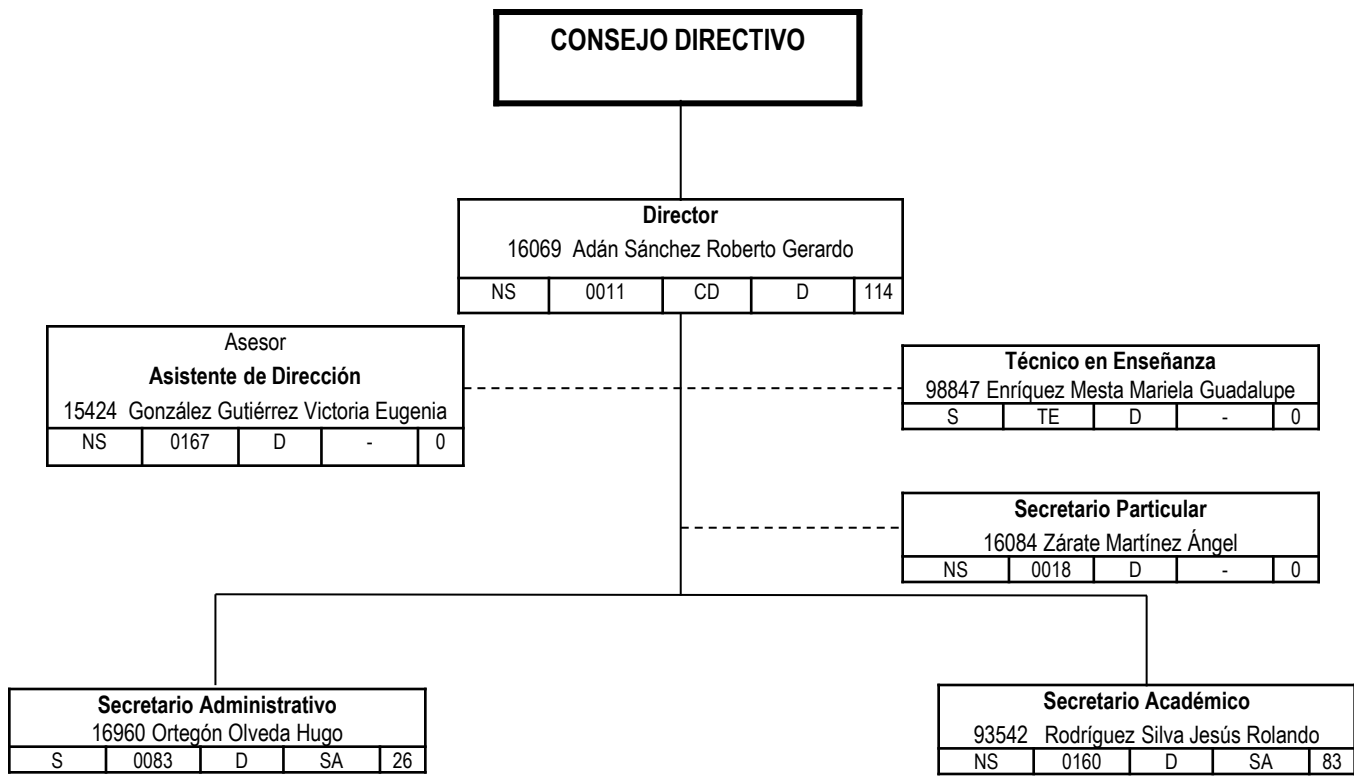 CONSEJO DIRECTIVO
Director
16069 Adán Sánchez Roberto Gerardo
NS 0011 CD D 114
Asesor
Asistente de Dirección
15424 González Gutiérrez Victoria Eugenia
NS 0167 D - 0
Técnico en Enseñanza
98847 Enríquez Mesta Mariela Guadalupe
S TE D - 0
Secretario Particular
16084 Zárate Martínez Ángel
NS 0018 D - 0
Secretario Administrativo
16960 Ortegón Olveda Hugo
S 0083 D SA 26
Secretario Académico
93542 Rodríguez Silva Jesús Rolando
NS 0160 D SA 83